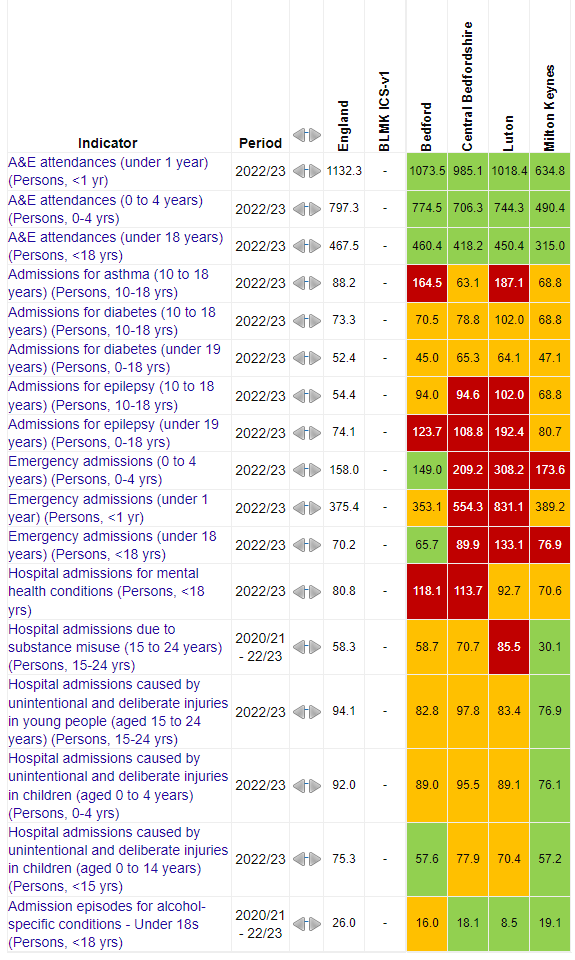 Indicator Period England BLMK ICS-v1 Bedford Central Bedfordshire Luton Milton Keynes
A&E attendances (under 1 year)
(Persons, <1 yr) 2022/23 1132.3 - 1073.5 985.1 1018.4 634.8
A&E attendances (0 to 4 years)
(Persons, 0-4 yrs) 2022/23 797.3 - 774.5 706.3 744.3 490.4
A&E attendances (under 18 years)
(Persons, <18 yrs) 2022/23 467.5 - 460.4 418.2 450.4 315.0
Admissions for asthma (10 to 18
years) (Persons, 10-18 yrs) 2022/23 88.2 - 164.5 63.1 187.1 68.8
Admissions for diabetes (10 to 18
years) (Persons, 10-18 yrs) 2022/23 73.3 - 70.5 78.8 102.0 68.8
Admissions for diabetes (under 19
years) (Persons, 0-18 yrs) 2022/23 52.4 - 45.0 65.3 64.1 47.1
Admissions for epilepsy (10 to 18
years) (Persons, 10-18 yrs) 2022/23 54.4 - 94.0 94.6 102.0 68.8
Admissions for epilepsy (under 19
years) (Persons, 0-18 yrs) 2022/23 74.1 - 123.7 108.8 192.4 80.7
Emergency admissions (0 to 4
years) (Persons, 0-4 yrs) 2022/23 158.0 - 149.0 209.2 308.2 173.6
Emergency admissions (under 1
year) (Persons, <1 yr) 2022/23 375.4 - 353.1 554.3 831.1 389.2
Emergency admissions (under 18
years) (Persons, <18 yrs) 2022/23 70.2 - 65.7 89.9 133.1 76.9
Hospital admissions for mental
health conditions (Persons, <18
yrs) 2022/23 80.8 - 118.1 113.7 92.7 70.6
Hospital admissions due to
substance misuse (15 to 24 years)
(Persons, 15-24 yrs) 2020/21
- 22/23 58.3 - 58.7 70.7 85.5 30.1
Hospital admissions caused by
unintentional and deliberate injuries
in young people (aged 15 to 24
years) (Persons, 15-24 yrs) 2022/23 94.1 - 82.8 97.8 83.4 76.9
Hospital admissions caused by
unintentional and deliberate injuries
in children (aged 0 to 4 years)
(Persons, 0-4 yrs) 2022/23 92.0 - 89.0 95.5 89.1 76.1
Hospital admissions caused by
unintentional and deliberate injuries
in children (aged 0 to 14 years)
(Persons, <15 yrs) 2022/23 75.3 - 57.6 77.9 70.4 57.2
Admission episodes for alcohol-
specific conditions - Under 18s
(Persons, <18 yrs) 2020/21
- 22/23 26.0 - 16.0 18.1 8.5 19.1